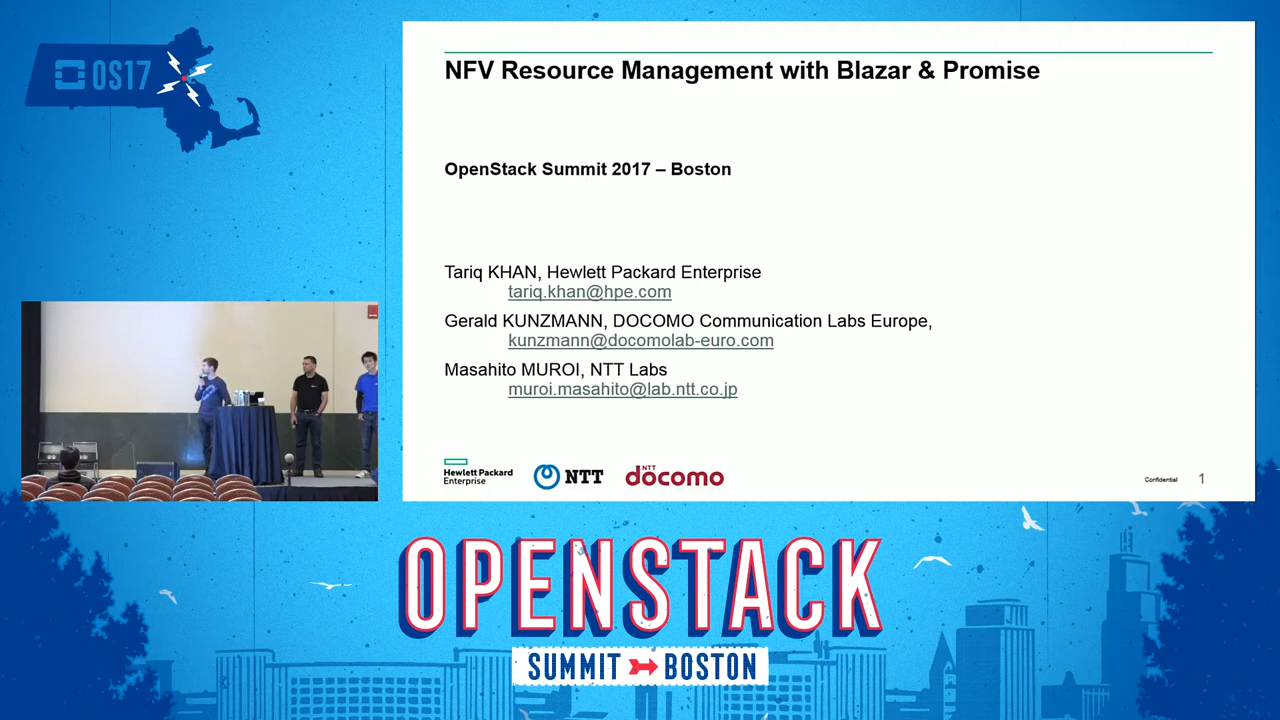 OS17
NFV Resource Management with Blazar & Promise
OpenStack Summit 2017 – Boston
Tariq KHAN, Hewlett Packard Enterprise
tariq.khan@hpe.com
Gerald KUNZMANN, DOCOMO Communication Labs Europe,
kunzmann@docomolab-euro.com
Masahito MUROI, NTT Labs
muroi.masahito@lab.ntt.co.jp
Hewlett Packard
Enterprise
NTT
NTT
döcomo
Confidential
1
OPENSTACK
SUMMIT BOSTON